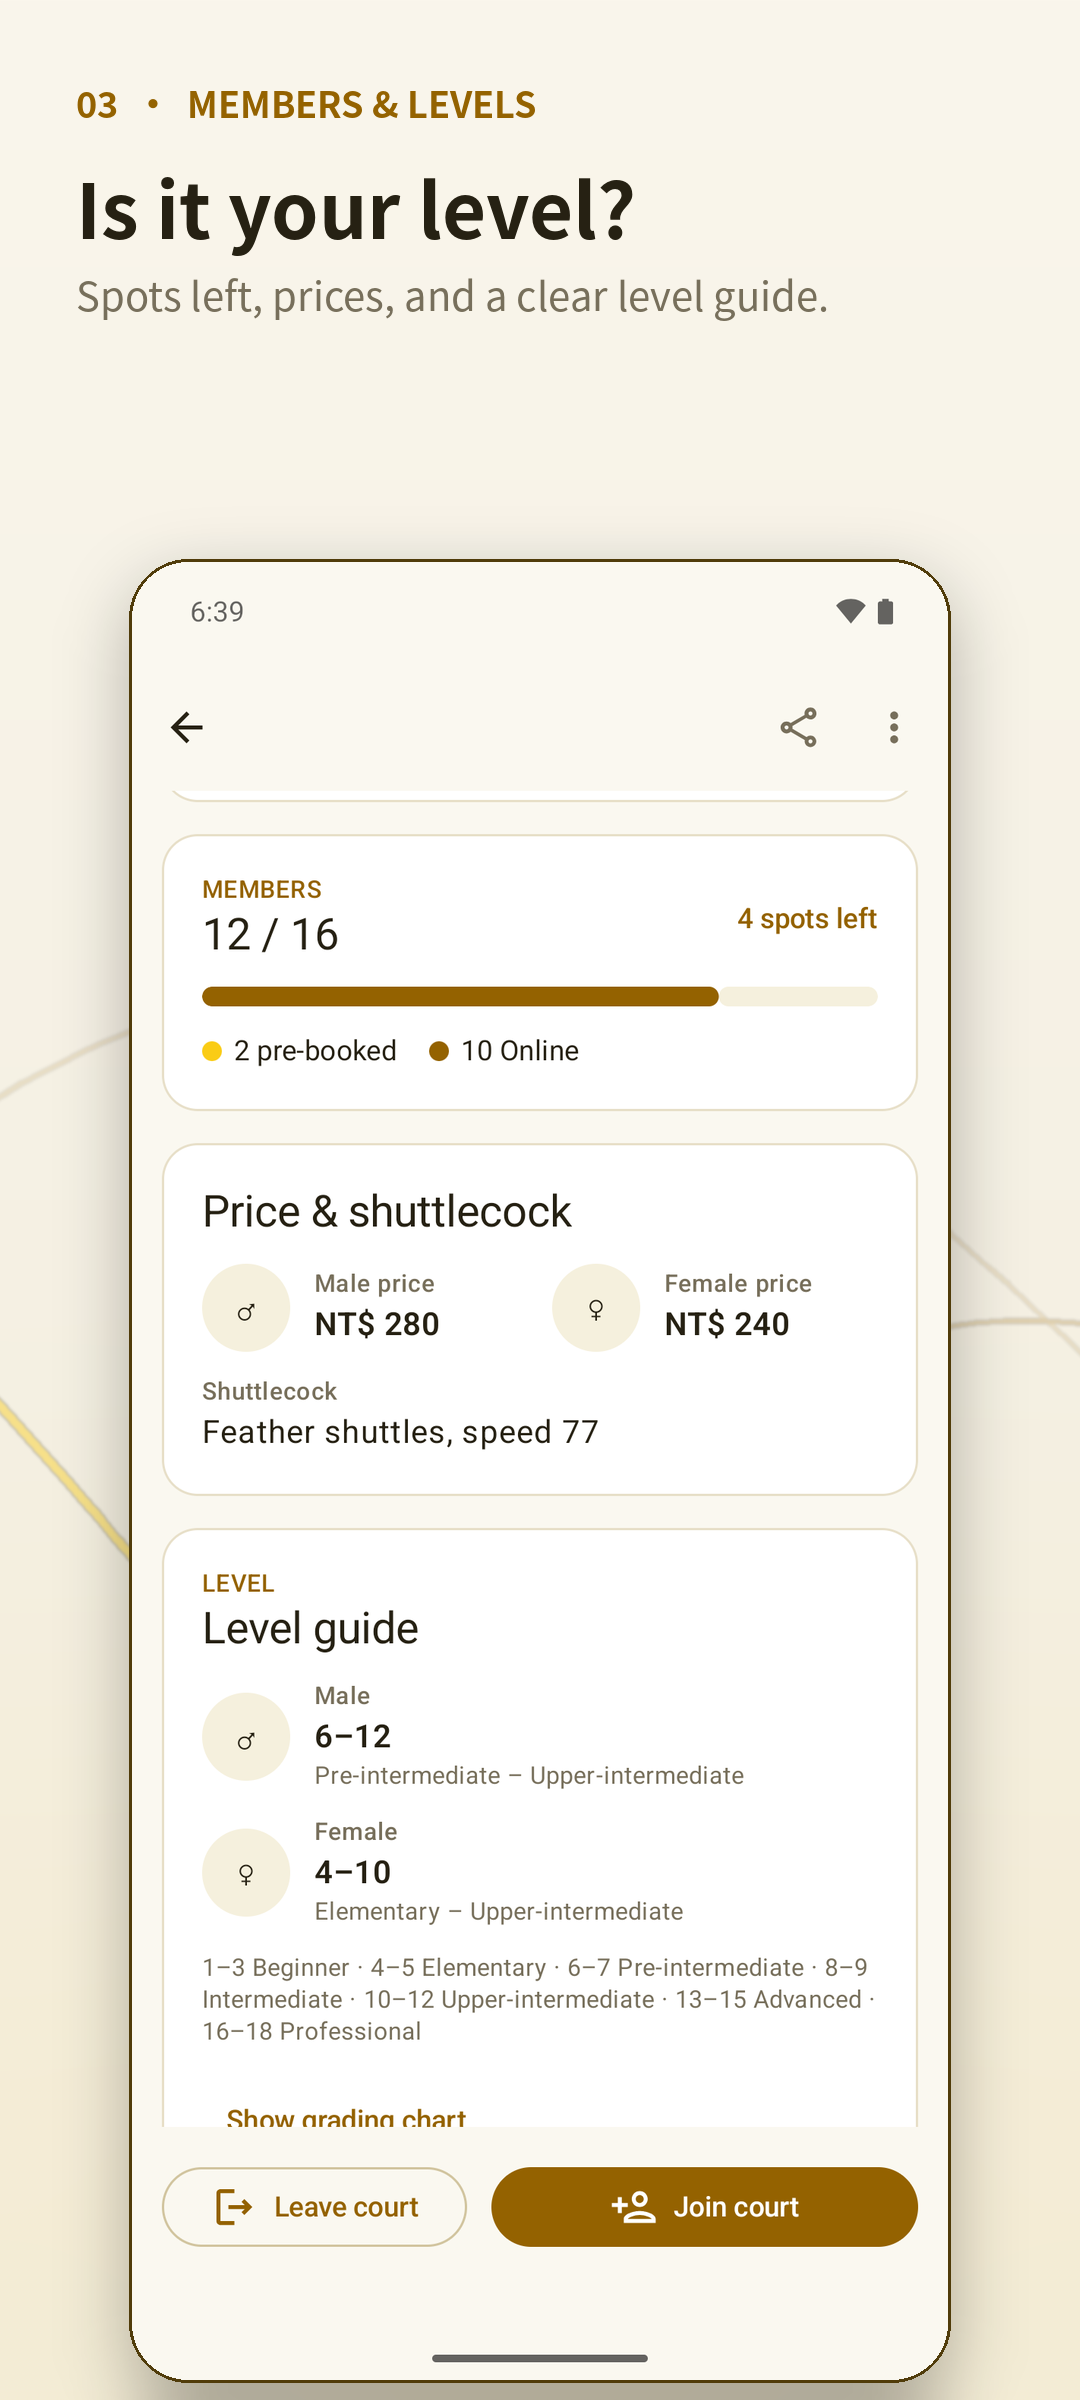 03 • MEMBERS & LEVELS
Is it your level?
Spots left, prices, and a clear level guide.
6:39
MEMBERS
12 / 16
4 spots left
2 pre-booked
10 Online
Price & shuttlecock
♂
Male price
NT$ 280
♀
Female price
NT$ 240
Shuttlecock
Feather shuttles, speed 77
LEVEL
Level guide
♂
Male
6–12
Pre-intermediate – Upper-intermediate
♀
Female
4–10
Elementary – Upper-intermediate
1–3 Beginner · 4–5 Elementary · 6–7 Pre-intermediate · 8–9
Intermediate · 10–12 Upper-intermediate · 13–15 Advanced ·
16–18 Professional
Show grading chart
Leave court
Join court